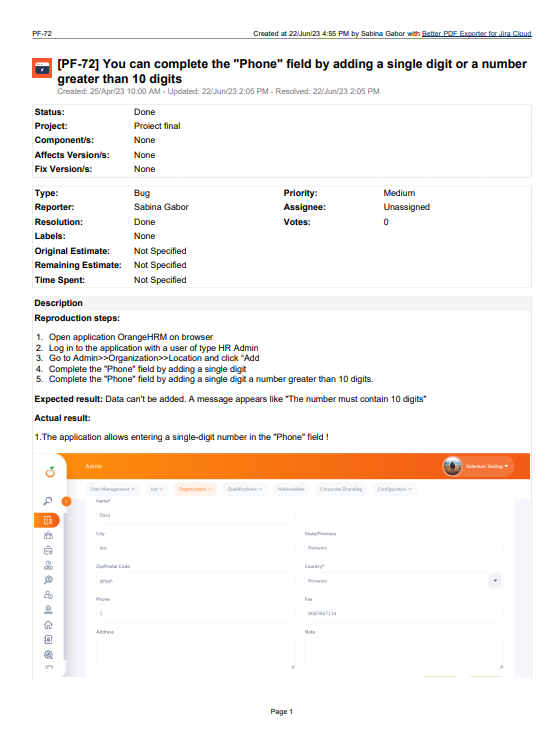 PF-72 Created at 22/Jun/23 4:55 PM by Sabina Gabor with Better PDF Exporter for Jira Cloud
[PF-72] You can complete the "Phone" field by adding a single digit or a number
greater than 10 digits
Created: 25/Apr/23 10:00 AM - Updated: 22/Jun/23 2:05 PM - Resolved: 22/Jun/23 2:05 PM
Status: Done
Project: Proiect final
Component/s: None
Affects Version/s: None
Fix Version/s: None
Type: Bug Priority: Medium
Reporter: Sabina Gabor Assignee: Unassigned
Resolution: Done Votes: 0
Labels: None
Original Estimate: Not Specified
Remaining Estimate: Not Specified
Time Spent: Not Specified
Description
Reproduction steps:
1. Open application OrangeHRM on browser
2. Log in to the application with a user of type HR Admin
3. Go to Admin>>Organization>>Location and click "Add
4. Complete the "Phone" field by adding a single digit
5. Complete the "Phone" field by adding a single digit a number greater than 10 digits.
Expected result: Data can't be added. A message appears like "The number must contain 10 digits"
Actual result:
1.The application allows entering a single-digit number in the "Phone" field !
Admin Selenium Testing
User Management Job Organization Qualifications Nationalities Corporate Branding Configuration
Name*
City State/Province
Romania
Zip/Postal Code Country*
Romania
Phone Fax
1
Address Note
Page 1